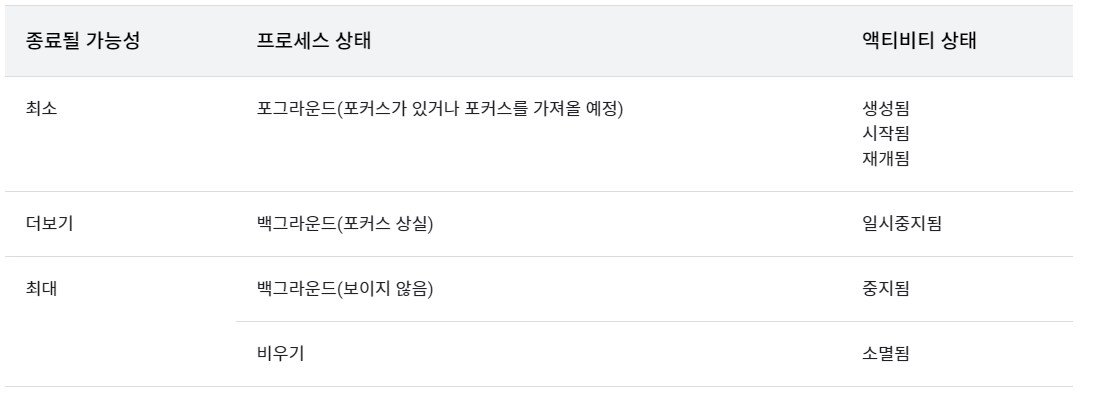 종료될 가능성 프로세스 상태 액티비티 상태
최소 포그라운드(포커스가 있거나 포커스를 가져올 예정) 생성됨
시작됨
재개됨
더보기 백그라운드(포커스 상실) 일시중지됨
최대 백그라운드(보이지 않음) 중지됨
비우기 소멸됨